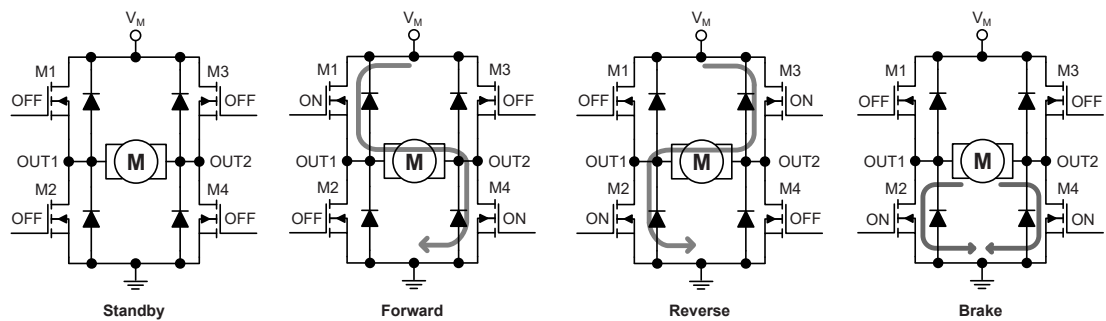 V_M
M1
M3
OFF
OFF
OUT1
M
OUT2
M2
M4
OFF
OFF
Standby
V_M
M1
M3
ON
OFF
OUT1
M
OUT2
M2
M4
OFF
ON
Forward
V_M
M1
M3
OFF
ON
OUT1
M
OUT2
M2
M4
ON
OFF
Reverse
V_M
M1
M3
OFF
OFF
OUT1
M
OUT2
M2
M4
ON
ON
Brake